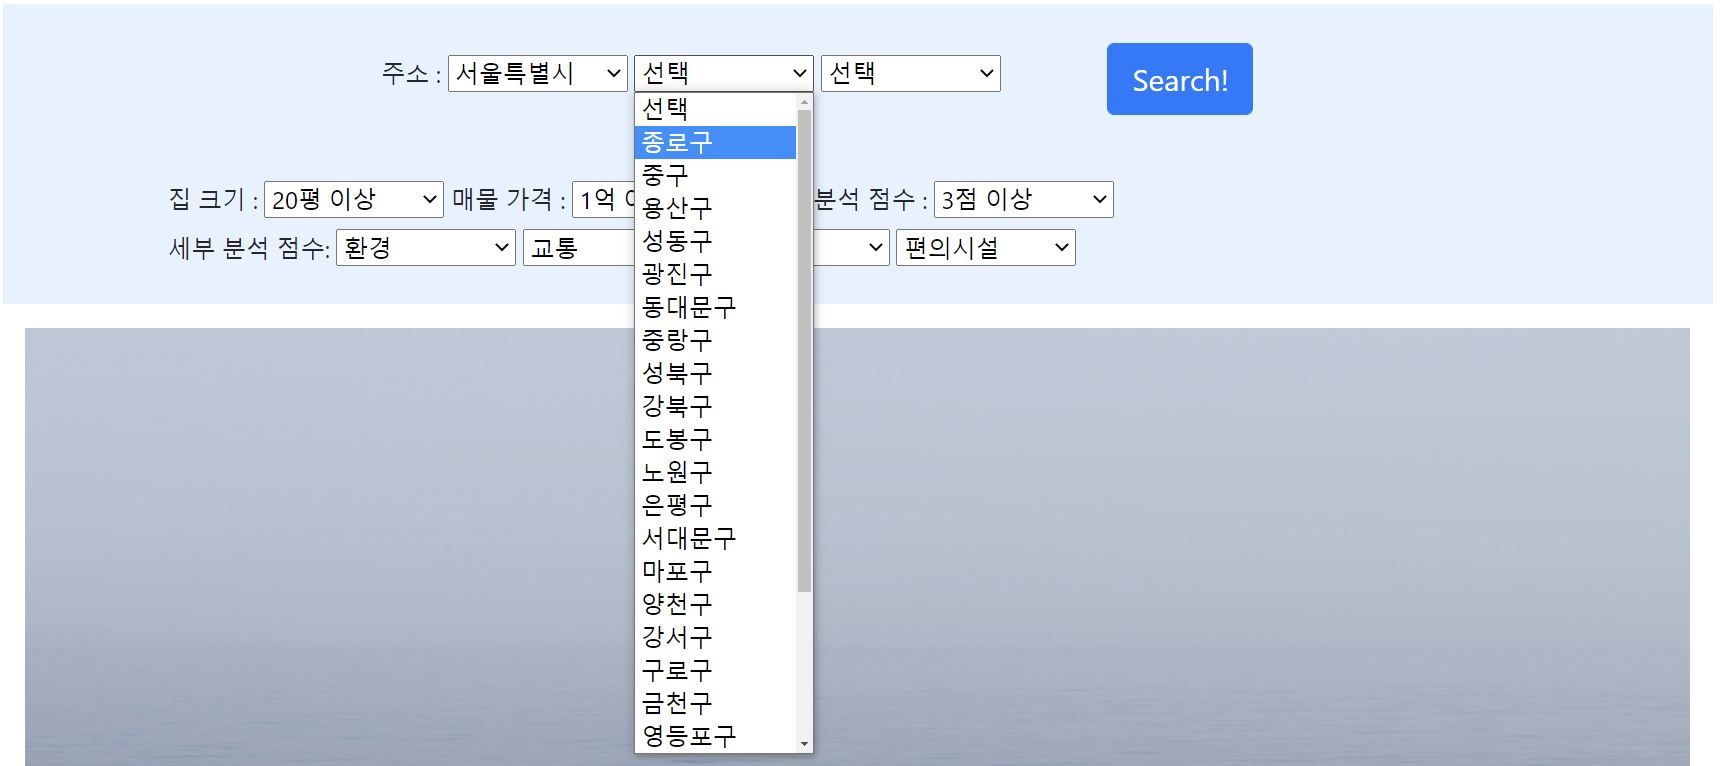 주소 : 서울특별시 선택 선택 Search!
선택
종로구
중구
용산구
성동구
광진구
동대문구
중랑구
성북구
강북구
도봉구
노원구
은평구
서대문구
마포구
양천구
강서구
구로구
금천구
영등포구
집 크기 : 20평 이상 매물 가격 : 1억 분석 점수 : 3점 이상
세부 분석 점수: 환경 교통 편의시설